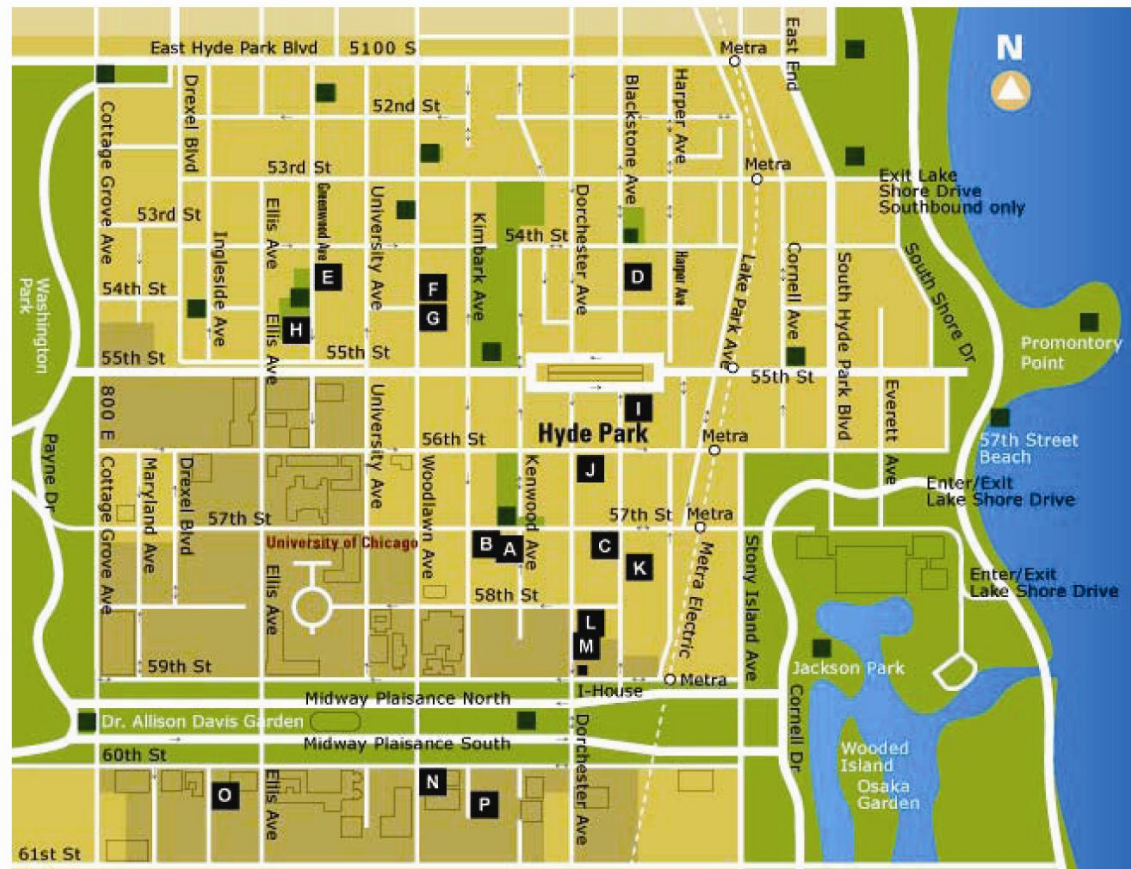 East Hyde Park Blvd 5100 S
Metra
East End
N
Cottage Grove Ave
Drexel Blvd
52nd St
Blackstone Ave
Harper Ave
53rd St
Metra
Exit Lake
Shore Drive
Southbound only
53rd St
Ellis Ave
Greenwood Ave
University Ave
Kimbark Ave
Dorchester Ave
54th St
Ingleside Ave
Harper Ave
Lake Park Ave
Cornell Ave
South Hyde Park Blvd
South Shore Dr
Washington
Park
54th St
E
F
D
G
H
Ellis Ave
Promontory
Point
55th St
55th St
55th St
800 E
University Ave
I
Everett Ave
Hyde Park
56th St
Metra
57th Street
Beach
Payne Dr
Cottage Grove Ave
Maryland Ave
Drexel Blvd
Woodlawn Ave
Kenwood Ave
J
Enter/Exit
Lake Shore Drive
57th St
57th St
Metra
University of Chicago
B
A
C
K
Metra Electric
Stony Island Ave
Ellis Ave
58th St
Enter/Exit
Lake Shore Drive
L
M
59th St
Jackson Park
I-House
Metra
Midway Plaisance North
Dr. Allison Davis Garden
Dorchester Ave
Cornell Dr
Midway Plaisance South
60th St
Wooded
Island
Osaka
Garden
Ellis Ave
O
N
P
61st St